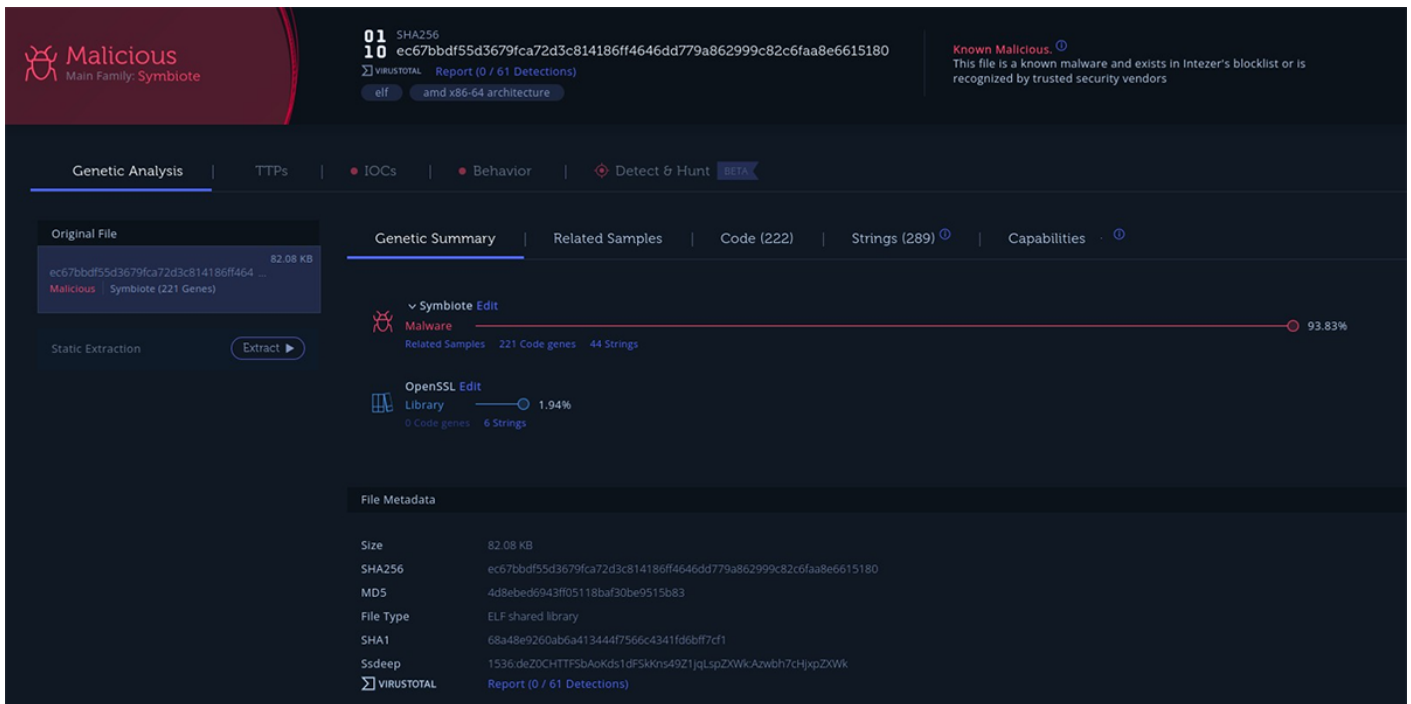 Malicious
Main Family: Symbiote
01
10
SHA256
ec67bbdf55d3679fca72d3c814186ff4646dd779a862999c82c6faa8e6615180
VIRUSTOTAL Report (0 / 61 Detections)
elf amd x86-64 architecture
Known Malicious.
This file is a known malware and exists in Intezer's blocklist or is
recognized by trusted security vendors
Genetic Analysis | TTPs | IOCs | Behavior | Detect & Hunt BETA
Original File
82.08 KB
ec67bbdf55d3679fca72d3c814186ff464 ...
Malicious | Symbiote (221 Genes)
Static Extraction Extract
Genetic Summary | Related Samples | Code (222) | Strings (289) | Capabilities
Symbiote Edit
Malware 93.83%
Related Samples 221 Code genes 44 Strings
OpenSSL Edit
Library 1.94%
0 Code genes 6 Strings
File Metadata
Size 82.08 KB
SHA256 ec67bbdf55d3679fca72d3c814186ff4646dd779a862999c82c6faa8e6615180
MD5 4d8ebed6943ff05118baf30be9515b83
File Type ELF shared library
SHA1 68a48e9260ab6a413444f7566c4341fd6bff7cf1
Ssdeep 1536:deZ0CHTTFSbAoKds1dFSkKns49Z1jqLspZXWk:Azwbh7cHjxpZXWk
VIRUSTOTAL Report (0 / 61 Detections)